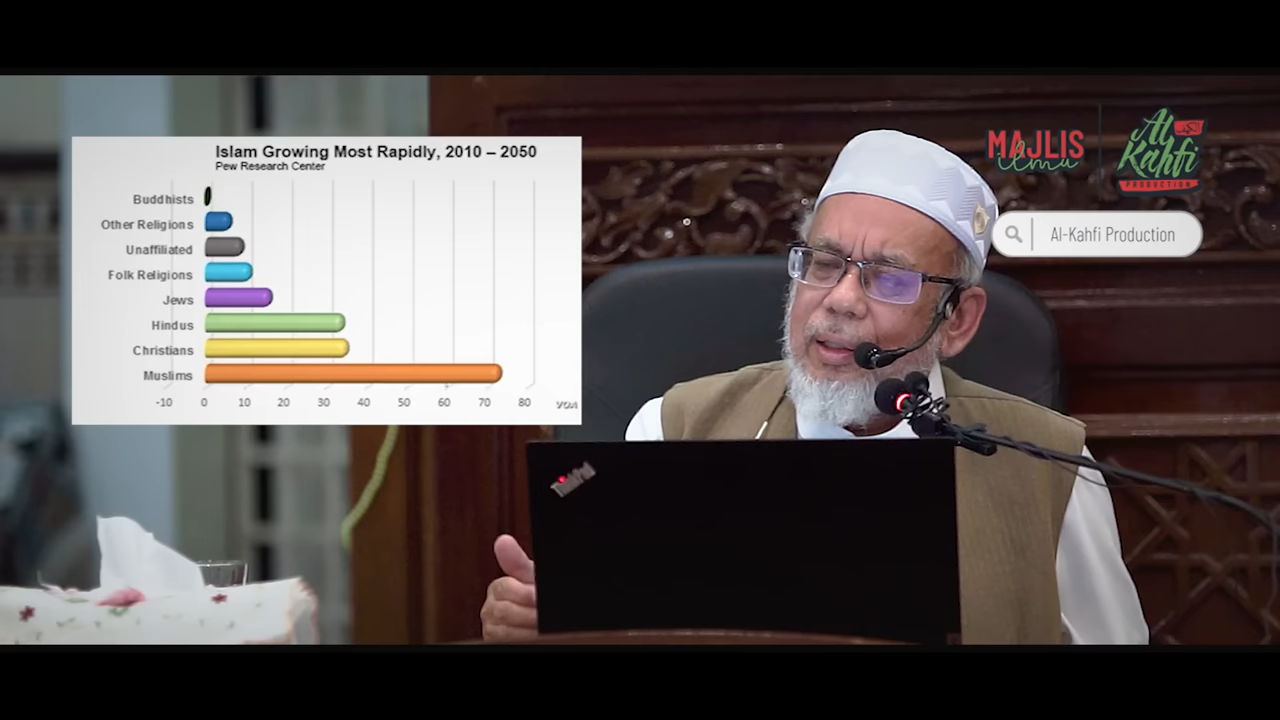 Islam Growing Most Rapidly, 2010 – 2050
Pew Research Center
Buddhists
Other Religions
Unaffiliated
Folk Religions
Jews
Hindus
Christians
Muslims
-10 0 10 20 30 40 50 60 70 80
VOA
MAJLIS
ilmu
Al
Kahfi
PRODUCTION
Al-Kahfi Production
ThinkPad